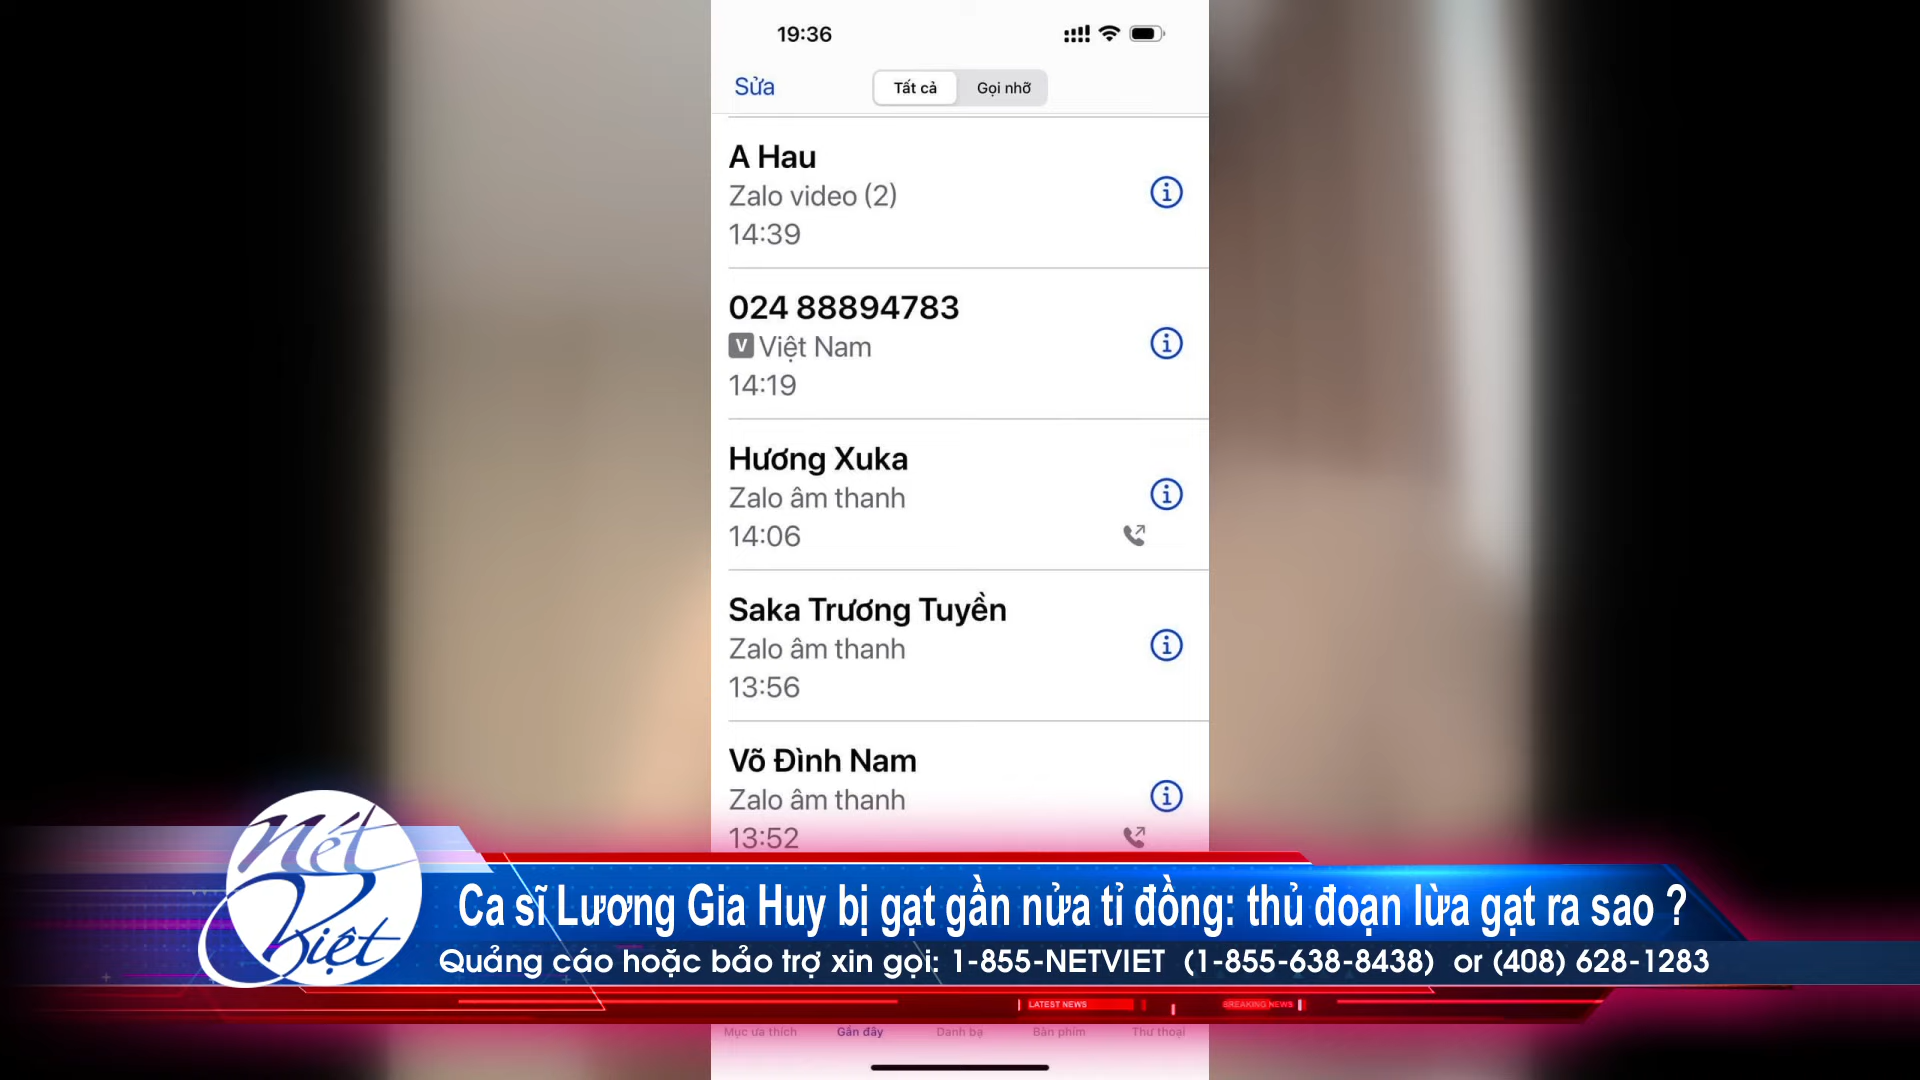 19:36
Sửa
Tất cả
Gọi nhỡ
A Hau
Zalo video (2)
14:39
024 88894783
V Việt Nam
14:19
Hương Xuka
Zalo âm thanh
14:06
Saka Trương Tuyền
Zalo âm thanh
13:56
Võ Đình Nam
Zalo âm thanh
13:52
Nét Việt
Ca sĩ Lương Gia Huy bị gạt gần nửa tỉ đồng: thủ đoạn lừa gạt ra sao ?
Quảng cáo hoặc bảo trợ xin gọi: 1-855-NETVIET (1-855-638-8438) or (408) 628-1283
LATEST NEWS
BREAKING NEWS
Mục ưa thích
Gần đây
Danh bạ
Bàn phím
Thư thoại